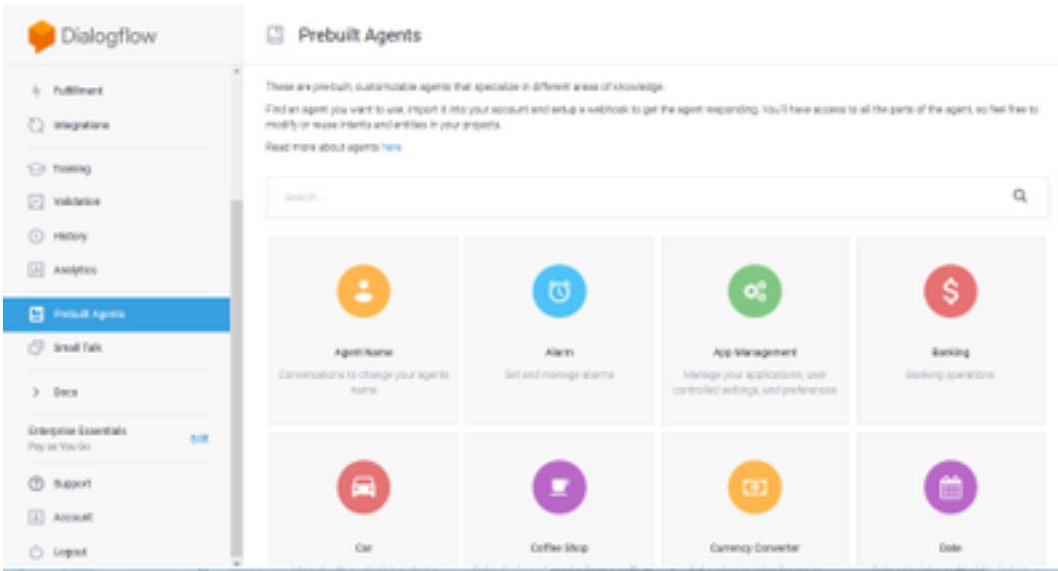 Dialogflow
Fulfillment
Integrations
Training
Validation
History
Analytics
Prebuilt Agents
Small Talk
> Docs
Enterprise Essentials
Pay as You Go
Edit
Support
Account
Logout
Prebuilt Agents
These are pre-built, customizable agents that specialize in different areas of knowledge.
Find an agent you want to use, import it into your account and setup a webhook to get the agent responding. You'll have access to all the parts of the agent, so feel free to
modify or reuse intents and entities in your projects.
Read more about agents here.
Search...
Agent Name
Conversations to change your agents
name
Alarm
Set and manage alarms
App Management
Manage your applications, user
controlled settings, and preferences
Banking
Banking operations
Car
Coffee Shop
Currency Converter
Date